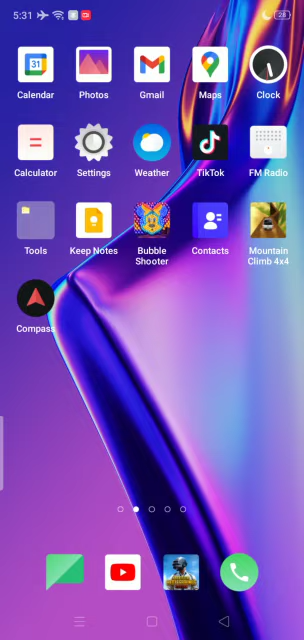 5:31
28
31
Calendar
Photos
Gmail
Maps
Clock
Calculator
Settings
Weather
TikTok
FM Radio
Tools
Keep Notes
Bubble
Shooter
Contacts
Mountain
Climb 4x4
Compass